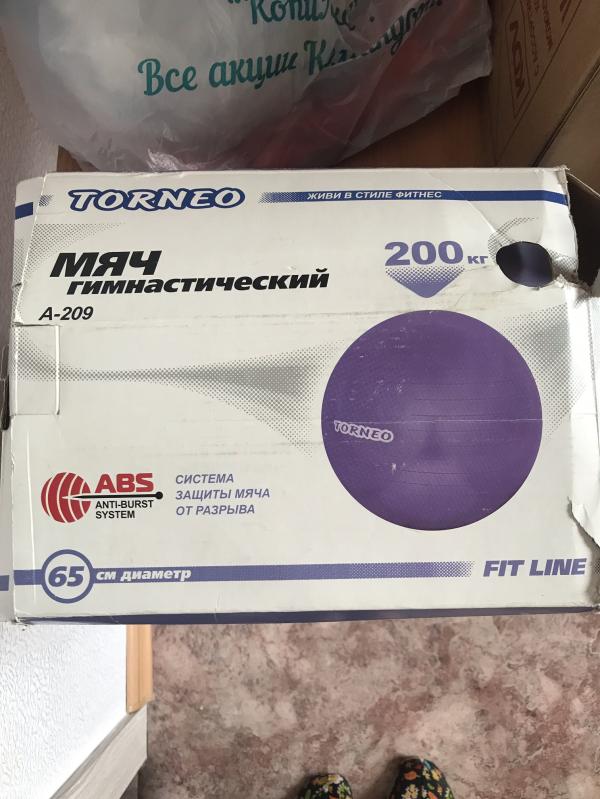 Все акции
TORNEO
ЖИВИ В СТИЛЕ ФИТНЕС
МЯЧ
гимнастический
200 кг
А-209
TORNEO
ABS
ANTI-BURST
SYSTEM
СИСТЕМА
ЗАЩИТЫ МЯЧА
ОТ РАЗРЫВА
65 см диаметр
FIT LINE